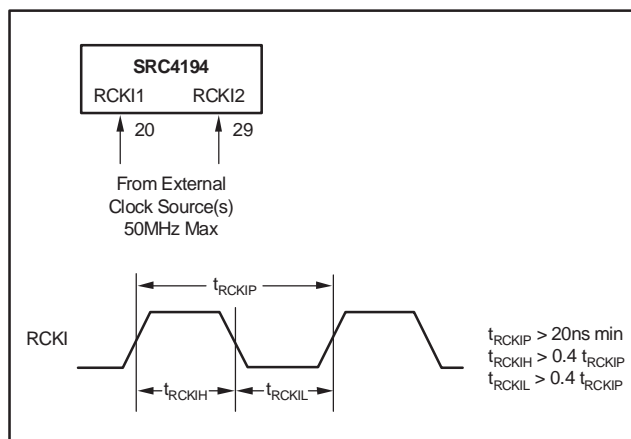 SRC4194
RCKI1 RCKI2
20 29
From External
Clock Source(s)
50MHz Max
tRCKIP
RCKI
tRCKIH tRCKIL
tRCKIP > 20ns min
tRCKIH > 0.4 tRCKIP
tRCKIL > 0.4 tRCKIP